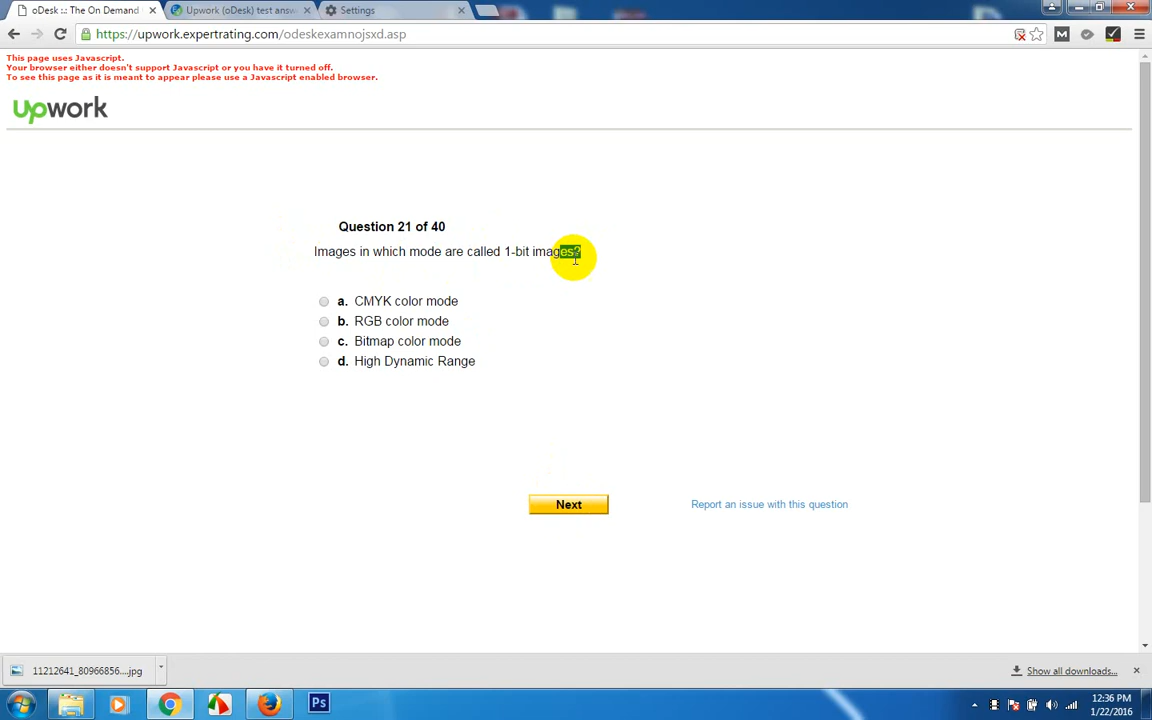 oDesk ::: The On Demand
Upwork (oDesk) test answ
Settings
https://upwork.expertrating.com/odeskexamnojsxd.asp
M
This page uses Javascript.
Your browser either doesn't support Javascript or you have it turned off.
To see this page as it is meant to appear please use a Javascript enabled browser.
upwork
Question 21 of 40
Images in which mode are called 1-bit images?
a. CMYK color mode
b. RGB color mode
c. Bitmap color mode
d. High Dynamic Range
Next
Report an issue with this question
11212641_80966856....jpg
Show all downloads...
Ps
12:36 PM
1/22/2016